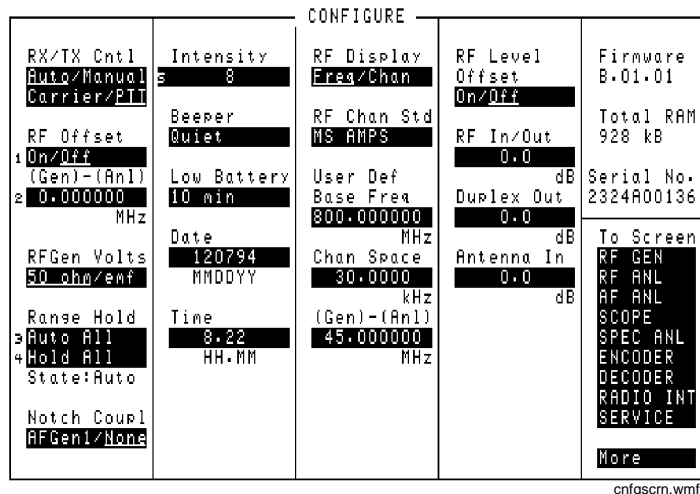 CONFIGURE
RX/TX Cntl
Auto/Manual
Carrier/PTT
RF Offset
1 On/Off
(Gen)-(Anl)
2 0.000000
MHz
RFGen Volts
50 ohm/emf
Range Hold
3 Auto All
4 Hold All
State:Auto
Notch Coupl
AFGen1/None
Intensity
s 8
Beeper
Quiet
Low Battery
10 min
Date
120794
MMDDYY
Time
8.22
HH.MM
RF Display
Freq/Chan
RF Chan Std
MS AMPS
User Def
Base Freq
800.000000
MHz
Chan Space
30.0000
kHz
(Gen)-(Anl)
45.000000
MHz
RF Level
Offset
On/Off
RF In/Out
0.0
dB
Duplex Out
0.0
dB
Antenna In
0.0
dB
Firmware
B.01.01
Total RAM
928 kB
Serial No.
2324A00136
To Screen
RF GEN
RF ANL
AF ANL
SCOPE
SPEC ANL
ENCODER
DECODER
RADIO INT
SERVICE
More
cnfgscrn.wmf